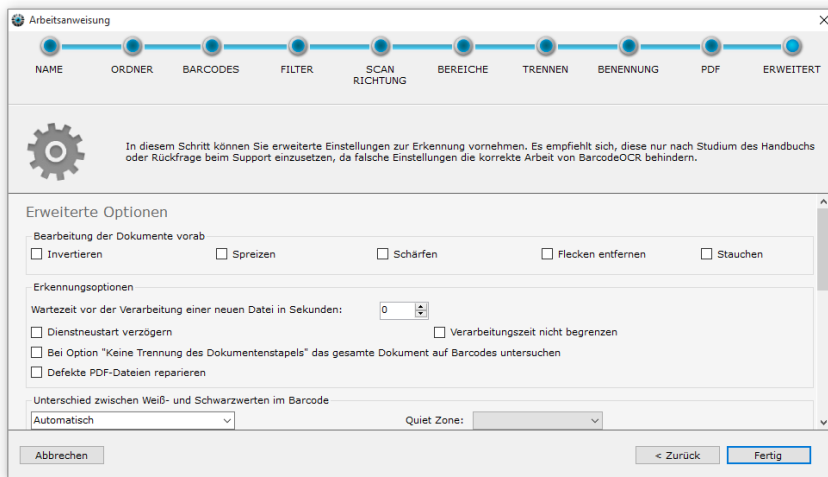 Arbeitsanweisung
NAME
ORDNER
BARCODES
FILTER
SCAN
RICHTUNG
BEREICHE
TRENNEN
BENENNUNG
PDF
ERWEITERT
In diesem Schritt können Sie erweiterte Einstellungen zur Erkennung vornehmen. Es empfiehlt sich, diese nur nach Studium des Handbuchs
oder Rückfrage beim Support einzusetzen, da falsche Einstellungen die korrekte Arbeit von BarcodeOCR behindern.
Erweiterte Optionen
Bearbeitung der Dokumente vorab
Invertieren
Spreizen
Schärfen
Flecken entfernen
Stauchen
Erkennungsoptionen
Wartezeit vor der Verarbeitung einer neuen Datei in Sekunden:
0
Dienstneustart verzögern
Verarbeitungszeit nicht begrenzen
Bei Option "Keine Trennung des Dokumentenstapels" das gesamte Dokument auf Barcodes untersuchen
Defekte PDF-Dateien reparieren
Unterschied zwischen Weiß- und Schwarzwerten im Barcode
Automatisch
Quiet Zone:
Abbrechen
< Zurück
Fertig